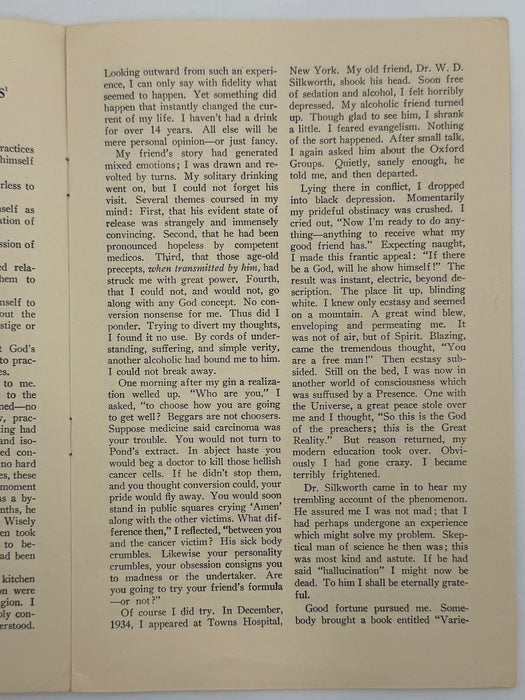 S'
ractices
himself
rless to
self as
ation of
ssion of
d rela-
hem to
nself to
out the
stige or
t God's
to prac-
es.
to me.
to the
ned—no
y, prac-
ing had
and iso-
ed con-
no hard
es, these
moment
as a by-
nths, he
Wisely
en took
to be-
ad been
kitchen
on were
gion. I
ply con-
erstood.
Looking outward from such an experi-
ence, I can only say with fidelity what
seemed to happen. Yet something did
happen that instantly changed the cur-
rent of my life. I haven't had a drink
for over 14 years. All else will be
mere personal opinion—or just fancy.
My friend's story had generated
mixed emotions; I was drawn and re-
volted by turns. My solitary drinking
went on, but I could not forget his
visit. Several themes coursed in my
mind: First, that his evident state of
release was strangely and immensely
convincing. Second, that he had been
pronounced hopeless by competent
medicos. Third, that those age-old
precepts, when transmitted by him, had
struck me with great power. Fourth,
that I could not, and would not, go
along with any God concept. No con-
version nonsense for me. Thus did I
ponder. Trying to divert my thoughts,
I found it no use. By cords of under-
standing, suffering, and simple verity,
another alcoholic had bound me to him.
I could not break away.
One morning after my gin a realiza-
tion welled up. "Who are you," I
asked, "to choose how you are going
to get well? Beggars are not choosers.
Suppose medicine said carcinoma was
your trouble. You would not turn to
Pond's extract. In abject haste you
would beg a doctor to kill those hellish
cancer cells. If he didn't stop them,
and you thought conversion could, your
pride would fly away. You would soon
stand in public squares crying 'Amen'
along with the other victims. What dif-
ference then," I reflected, "between you
and the cancer victim? His sick body
crumbles. Likewise your personality
crumbles, your obsession consigns you
to madness or the undertaker. Are
you going to try your friend's formula
—or not?"
Of course I did try. In December,
1934, I appeared at Towns Hospital,
New York. My old friend, Dr. W. D.
Silkworth, shook his head. Soon free
of sedation and alcohol, I felt horribly
depressed. My alcoholic friend turned
up. Though glad to see him, I shrank
a little. I feared evangelism. Nothing
of the sort happened. After small talk,
I again asked him about the Oxford
Groups. Quietly, sanely enough, he
told me, and then departed.
Lying there in conflict, I dropped
into black depression. Momentarily
my prideful obstinacy was crushed. I
cried out, "Now I'm ready to do any-
thing—anything to receive what my
good friend has." Expecting naught,
I made this frantic appeal: "If there
be a God, will he show himself!" The
result was instant, electric, beyond de-
scription. The place lit up, blinding
white. I knew only ecstasy and seemed
on a mountain. A great wind blew,
enveloping and permeating me. It
was not of air, but of Spirit. Blazing,
came the tremendous thought, "You
are a free man!" Then ecstasy sub-
sided. Still on the bed, I was now in
another world of consciousness which
was suffused by a Presence. One with
the Universe, a great peace stole over
me and I thought, "So this is the God
of the preachers; this is the Great
Reality." But reason returned, my
modern education took over. Obvi-
ously I had gone crazy. I became
terribly frightened.
Dr. Silkworth came in to hear my
trembling account of the phenomenon.
He assured me I was not mad; that I
had perhaps undergone an experience
which might solve my problem. Skep-
tical man of science he then was; this
was most kind and astute. If he had
said "hallucination" I might now be
dead. To him I shall be eternally grate-
ful.
Good fortune pursued me. Some-
body brought a book entitled "Varie-